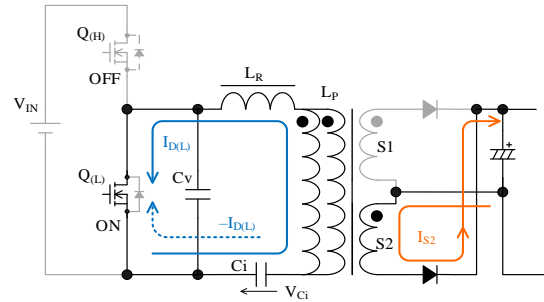 Q(H)
OFF
LR
LP
VIN
ID(L)
S1
+
Q(L)
Cv
ON
−ID(L)
S2
IS2
Ci
VCi